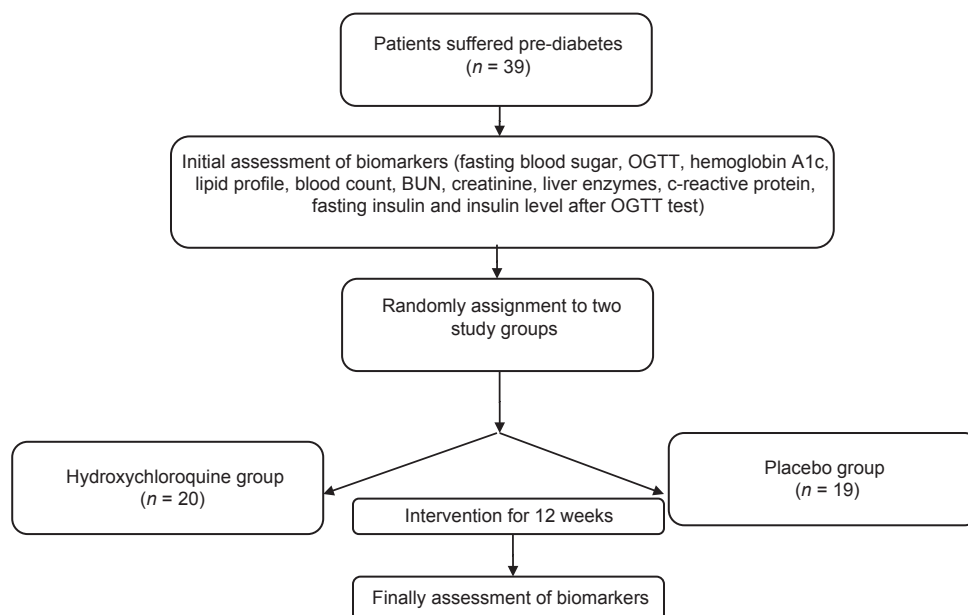 Patients suffered pre-diabetes
(n = 39)
Initial assessment of biomarkers (fasting blood sugar, OGTT, hemoglobin A1c,
lipid profile, blood count, BUN, creatinine, liver enzymes, c-reactive protein,
fasting insulin and insulin level after OGTT test)
Randomly assignment to two
study groups
Hydroxychloroquine group
(n = 20)
Placebo group
(n = 19)
Intervention for 12 weeks
Finally assessment of biomarkers